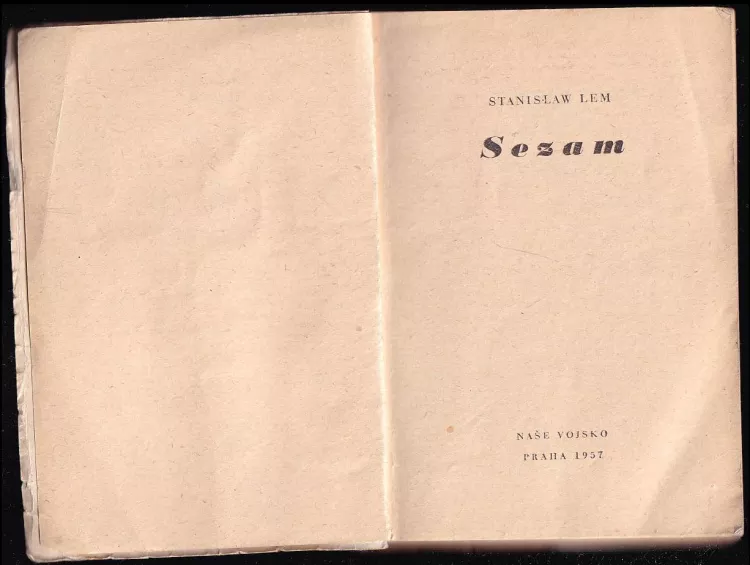 STANISŁAW LEM
Sezam
NAŠE VOJSKO
PRAHA 1957